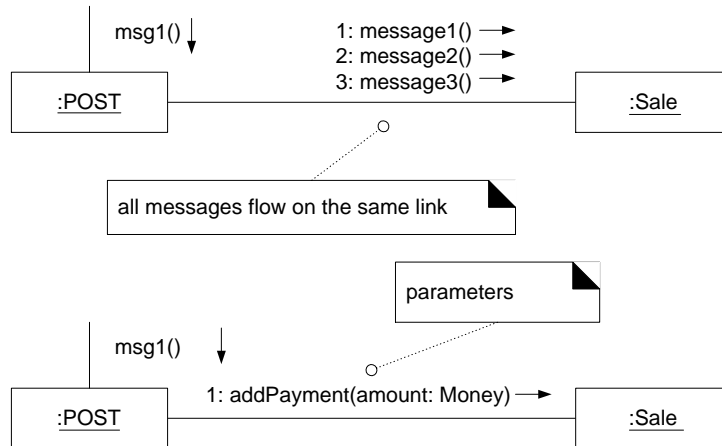 msg1()
1: message1()
2: message2()
3: message3()
:POST
:Sale
all messages flow on the same link
parameters
msg1()
1: addPayment(amount: Money)
:POST
:Sale